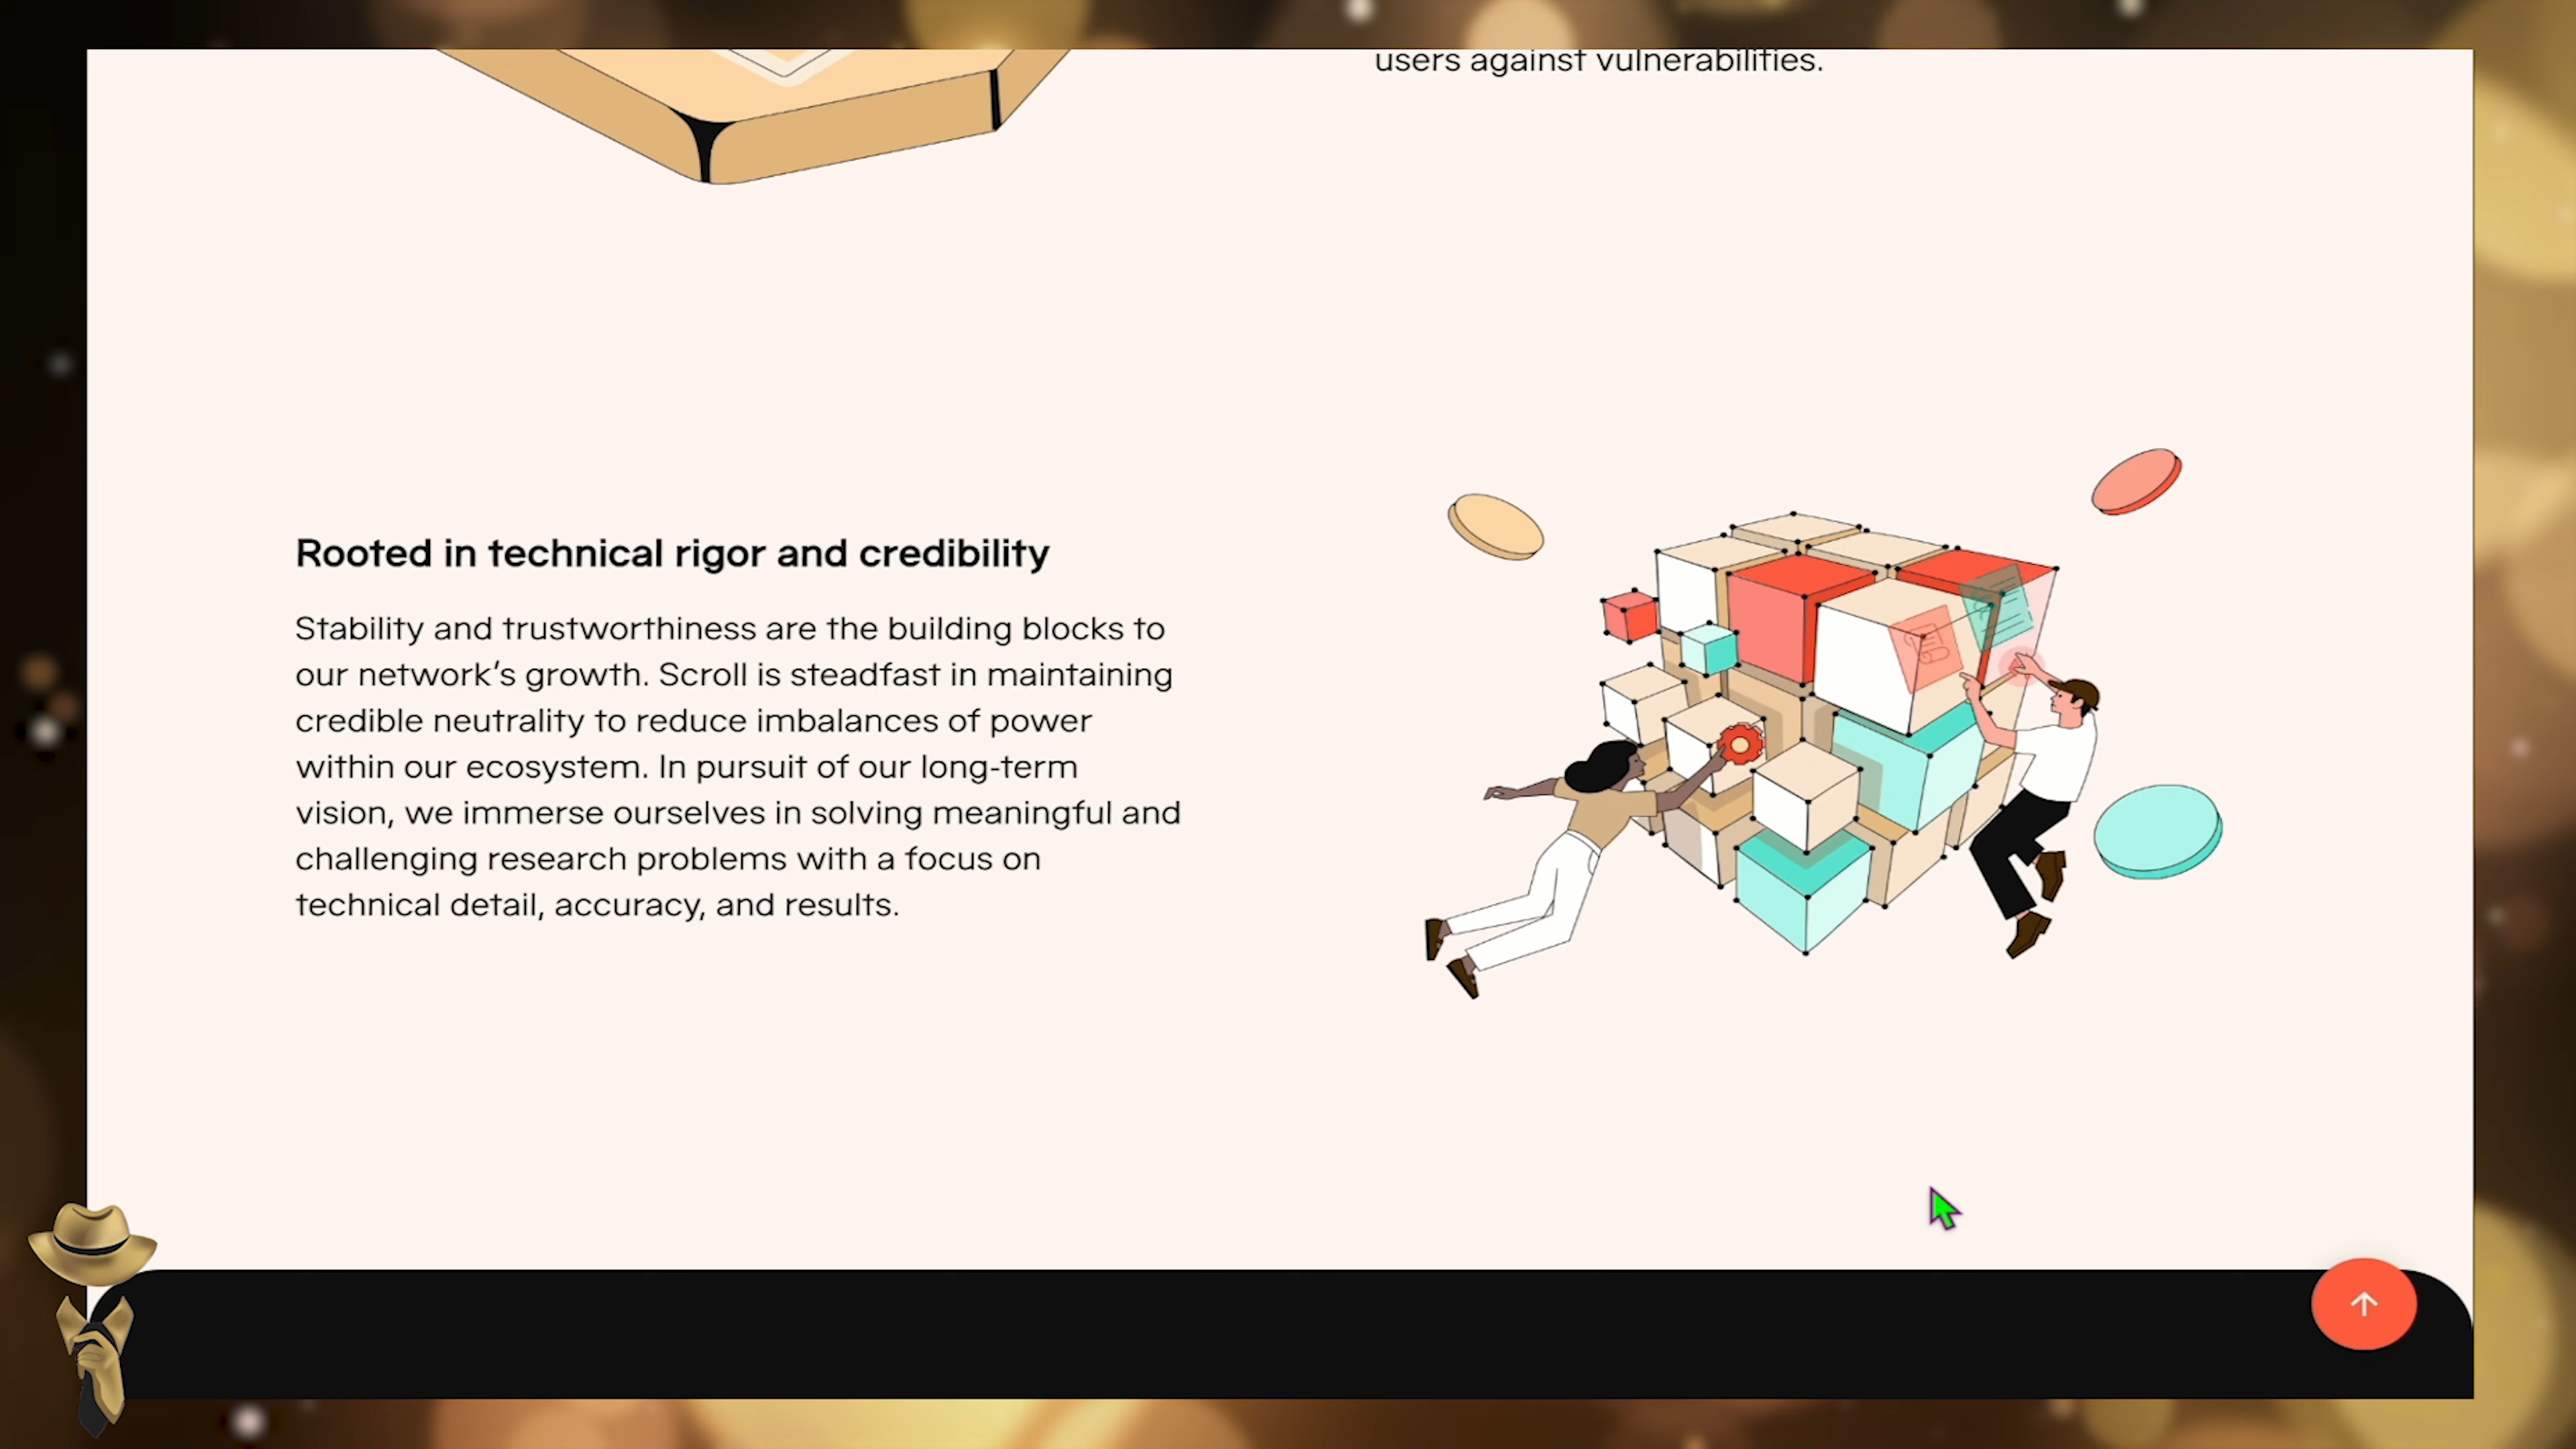 users against vulnerabilities.
Rooted in technical rigor and credibility
Stability and trustworthiness are the building blocks to
our network’s growth. Scroll is steadfast in maintaining
credible neutrality to reduce imbalances of power
within our ecosystem. In pursuit of our long-term
vision, we immerse ourselves in solving meaningful and
challenging research problems with a focus on
technical detail, accuracy, and results.